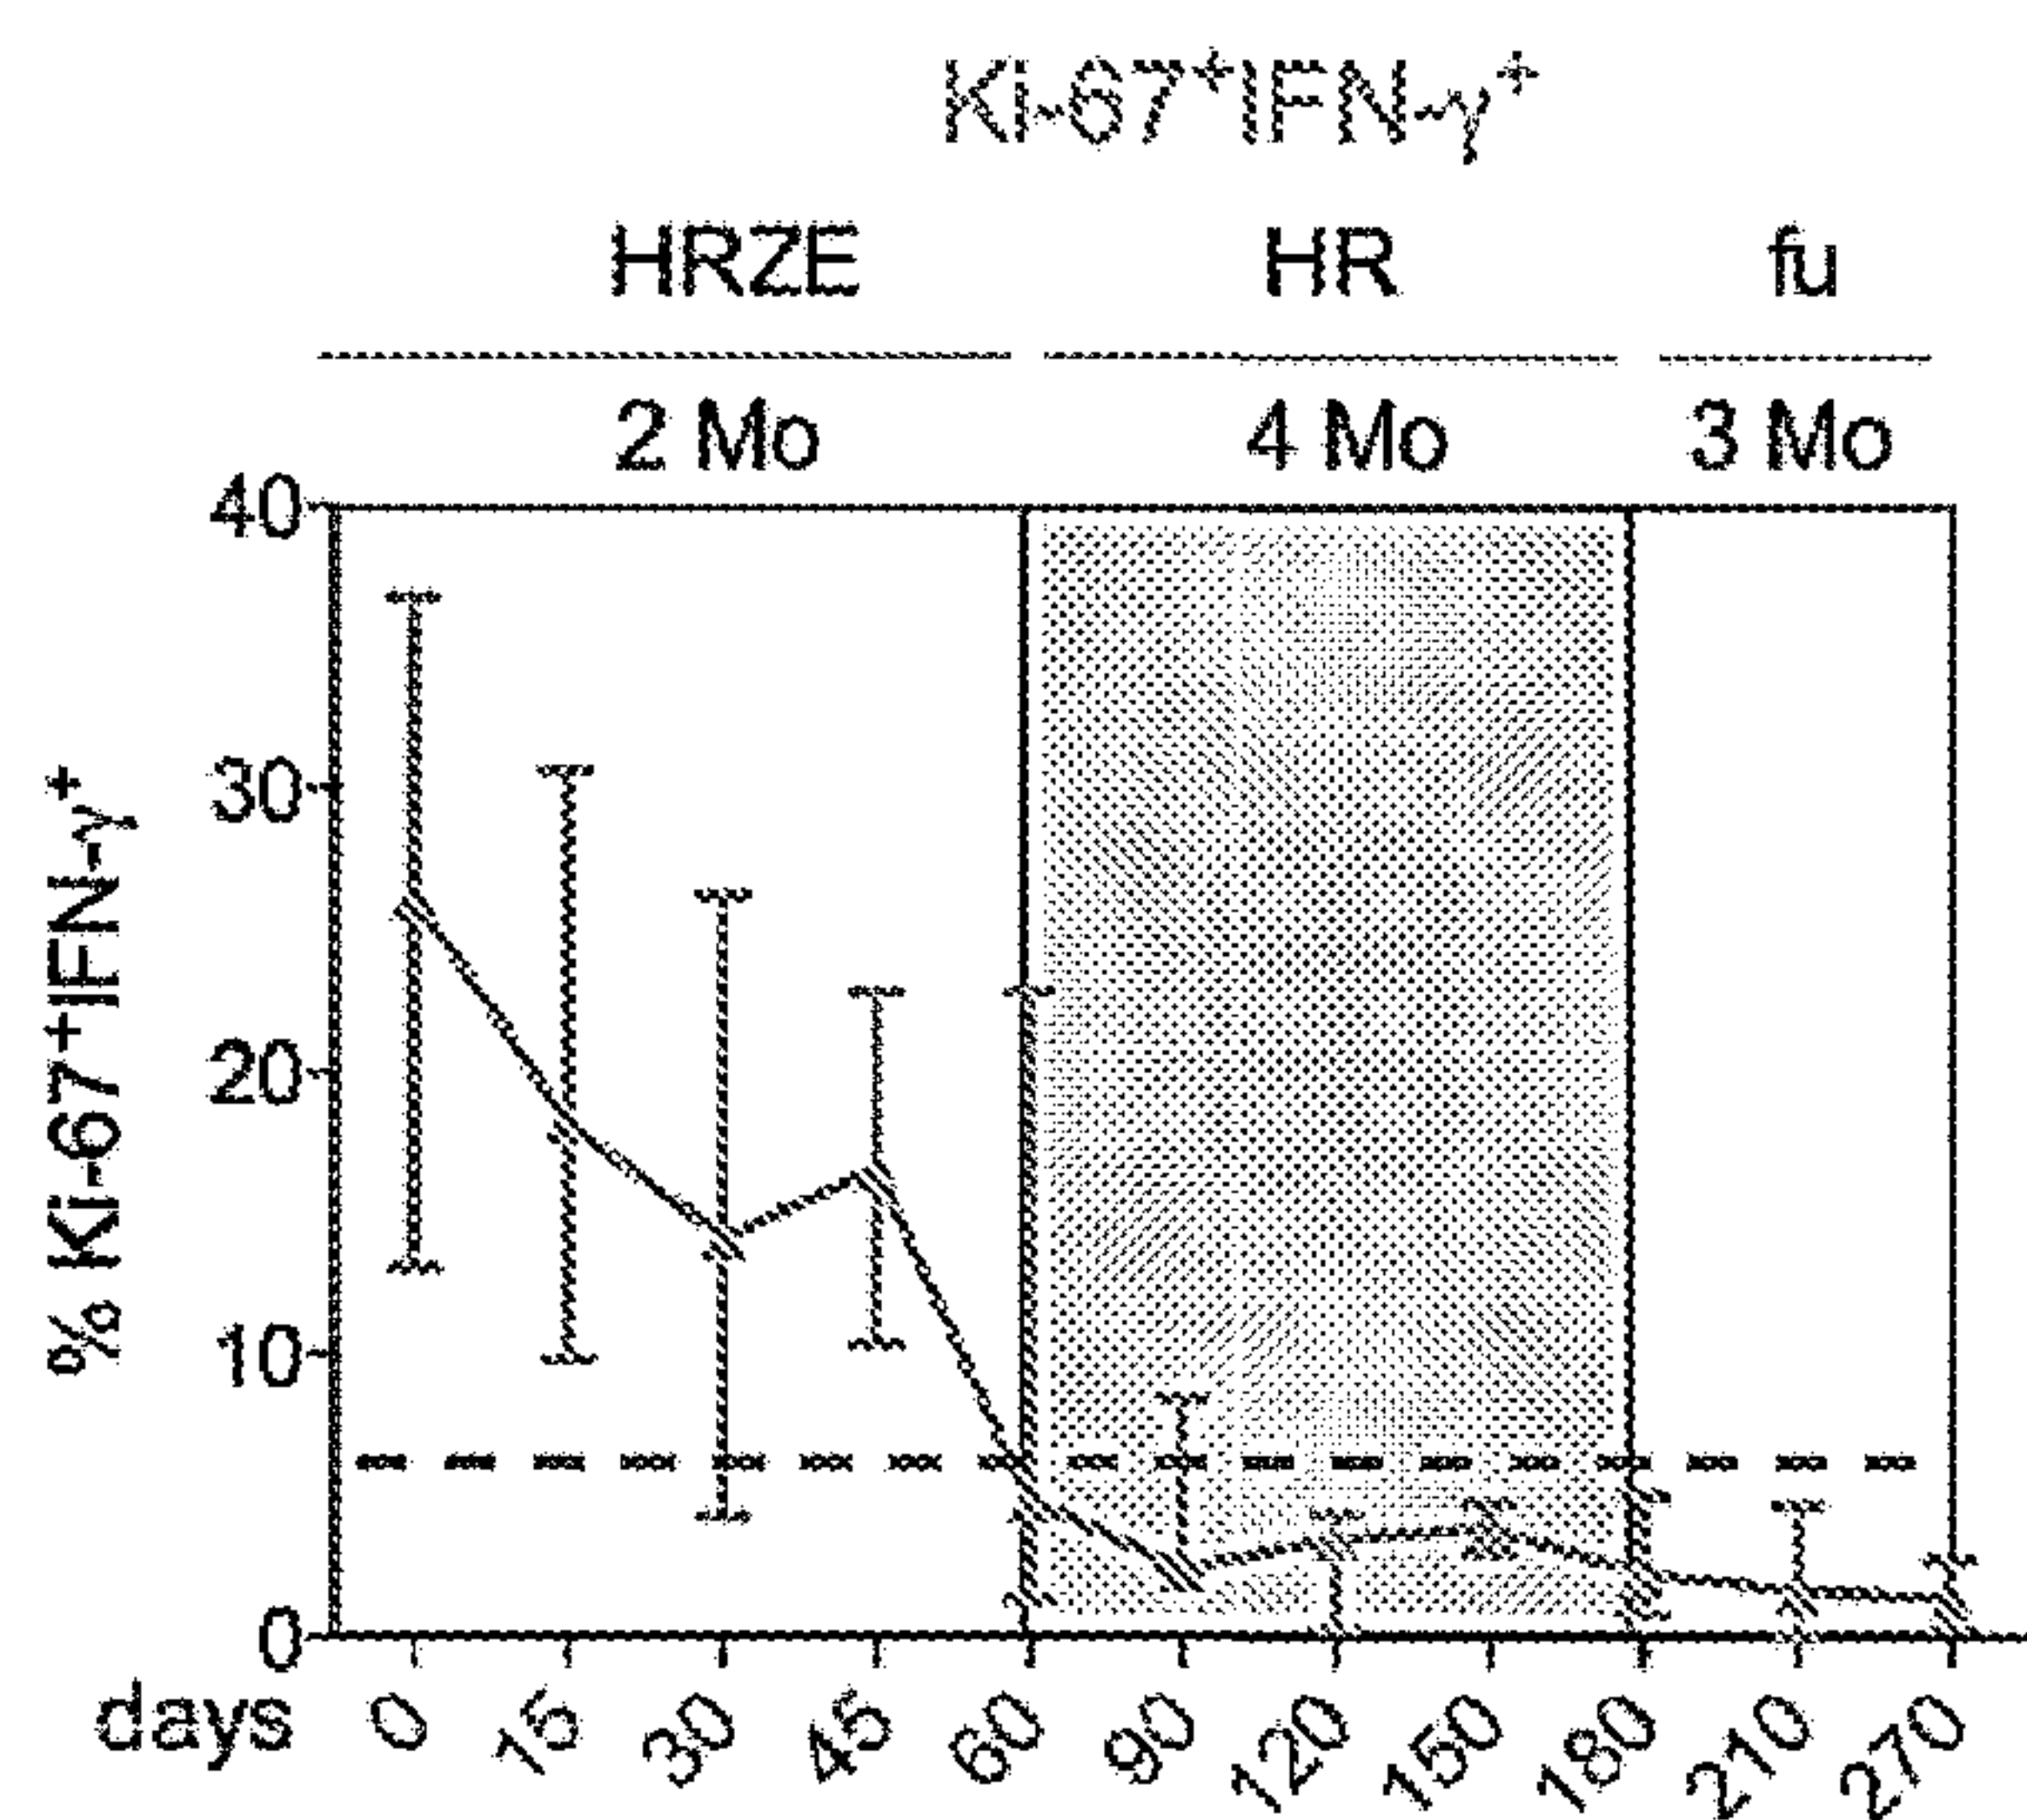 Ki-67⁺IFN-γ⁺
HRZE HR fu
2 Mo 4 Mo 3 Mo
% Ki-67⁺IFN-γ⁺
40
30
20
10
0
days 0 15 30 45 60 90 120 150 180 210 270